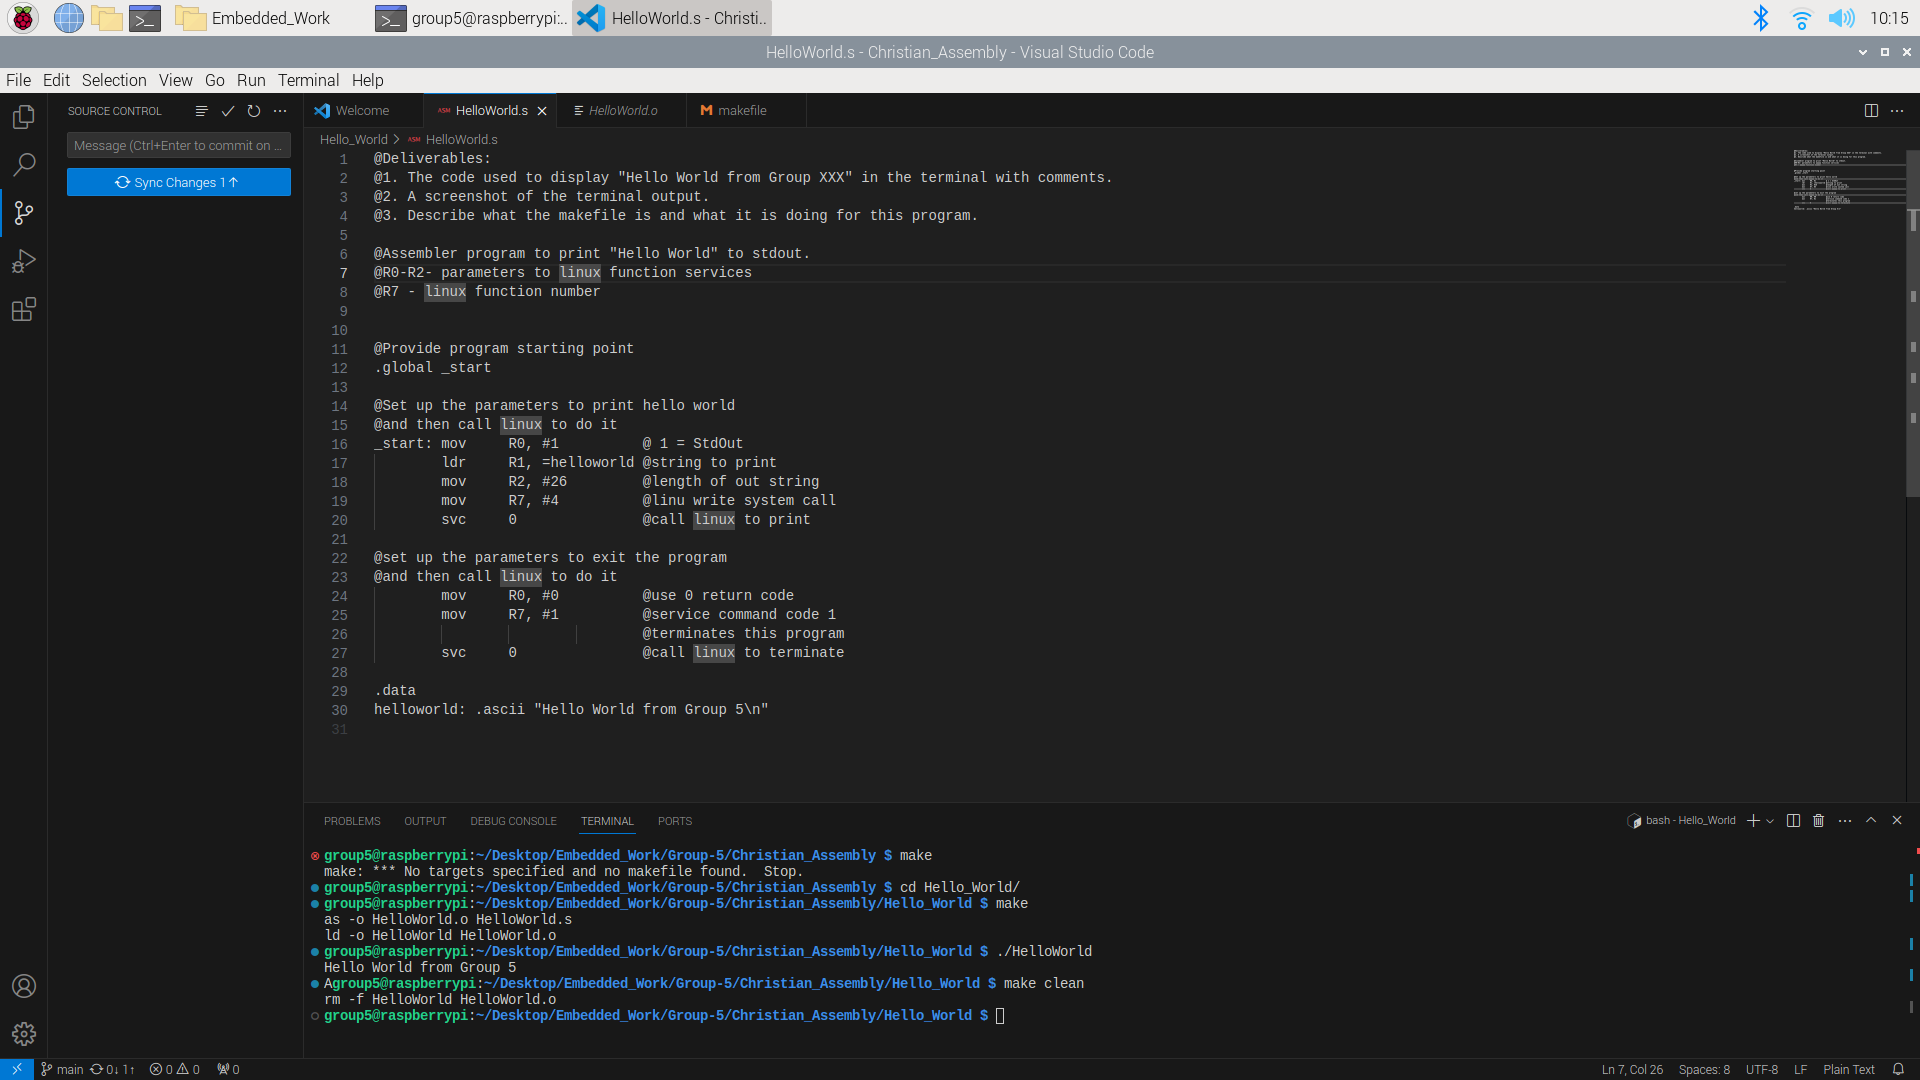 Embedded_Work
group5@raspberrypi:..
HelloWorld.s - Christi..
10:15
HelloWorld.s - Christian_Assembly - Visual Studio Code
File Edit Selection View Go Run Terminal Help
SOURCE CONTROL
Welcome
ASM HelloWorld.s
HelloWorld.o
M makefile
Message (Ctrl+Enter to commit on ...
Sync Changes 1↑
Hello_World > ASM HelloWorld.s
1 @Deliverables:
2 @1. The code used to display "Hello World from Group XXX" in the terminal with comments.
3 @2. A screenshot of the terminal output.
4 @3. Describe what the makefile is and what it is doing for this program.
5
6 @Assembler program to print "Hello World" to stdout.
7 @R0-R2- parameters to linux function services
8 @R7 - linux function number
9
10
11 @Provide program starting point
12 .global _start
13
14 @Set up the parameters to print hello world
15 @and then call linux to do it
16 _start: mov R0, #1 @ 1 = StdOut
17 ldr R1, =helloworld @string to print
18 mov R2, #26 @length of out string
19 mov R7, #4 @linu write system call
20 svc 0 @call linux to print
21
22 @set up the parameters to exit the program
23 @and then call linux to do it
24 mov R0, #0 @use 0 return code
25 mov R7, #1 @service command code 1
26 @terminates this program
27 svc 0 @call linux to terminate
28
29 .data
30 helloworld: .ascii "Hello World from Group 5\n"
31
PROBLEMS OUTPUT DEBUG CONSOLE TERMINAL PORTS
bash - Hello_World
group5@raspberrypi:~/Desktop/Embedded_Work/Group-5/Christian_Assembly $ make
make: *** No targets specified and no makefile found.  Stop.
group5@raspberrypi:~/Desktop/Embedded_Work/Group-5/Christian_Assembly $ cd Hello_World/
group5@raspberrypi:~/Desktop/Embedded_Work/Group-5/Christian_Assembly/Hello_World $ make
as -o HelloWorld.o HelloWorld.s
ld -o HelloWorld HelloWorld.o
group5@raspberrypi:~/Desktop/Embedded_Work/Group-5/Christian_Assembly/Hello_World $ ./HelloWorld
Hello World from Group 5
Agroup5@raspberrypi:~/Desktop/Embedded_Work/Group-5/Christian_Assembly/Hello_World $ make clean
rm -f HelloWorld HelloWorld.o
group5@raspberrypi:~/Desktop/Embedded_Work/Group-5/Christian_Assembly/Hello_World $
main 0↓ 1↑ 0 0 0
Ln 7, Col 26 Spaces: 8 UTF-8 LF Plain Text